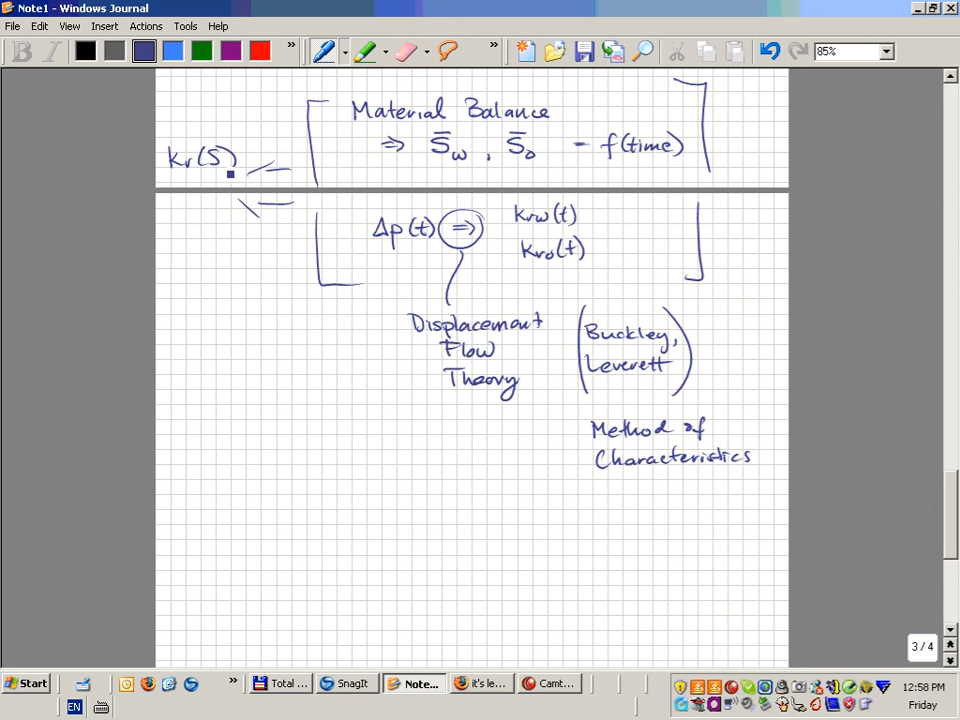 Note1 - Windows Journal
File Edit View Insert Actions Tools Help
B I 85%
Material Balance
⇒ S̄w , S̄o - f(time)
kr(S)
Δp(t) ⇒ krw(t)
kro(t)
Displacement
Flow
Theory
(Buckley,
Leverett)
Method of
Characteristics
3 / 4
Start Total ... SnagIt Note... it's le... Camt... 12:58 PM
EN Friday